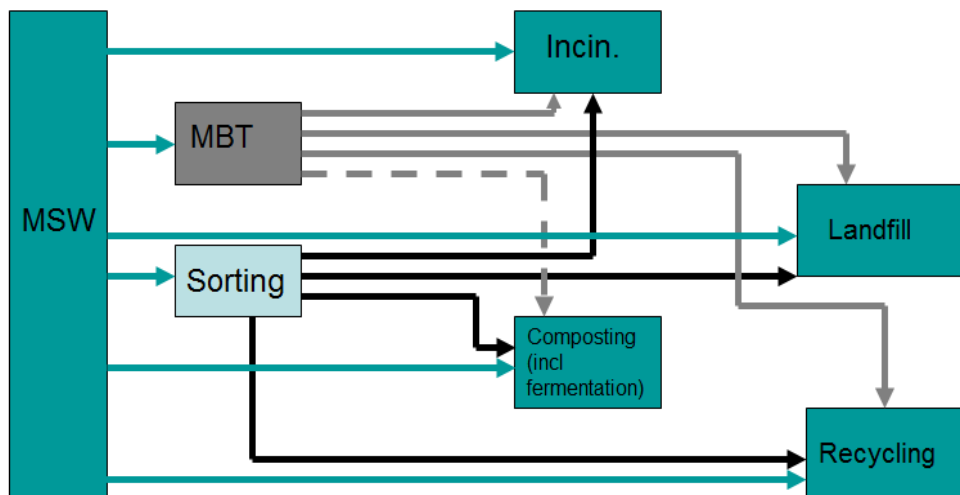 Incin.
MBT
MSW
Landfill
Sorting
Composting
(incl
fermentation)
Recycling